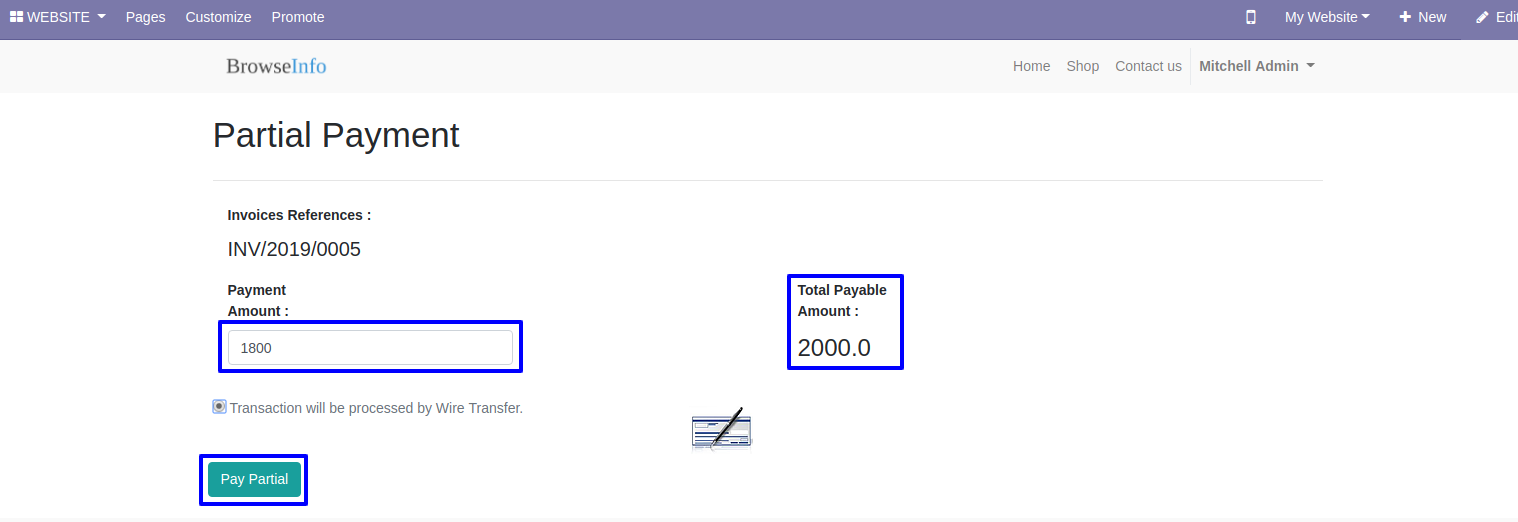 WEBSITE Pages Customize Promote My Website New Edit
BrowseInfo Home Shop Contact us Mitchell Admin
Partial Payment
Invoices References :
INV/2019/0005
Payment Total Payable
Amount : Amount :
1800 2000.0
Transaction will be processed by Wire Transfer.
Pay Partial